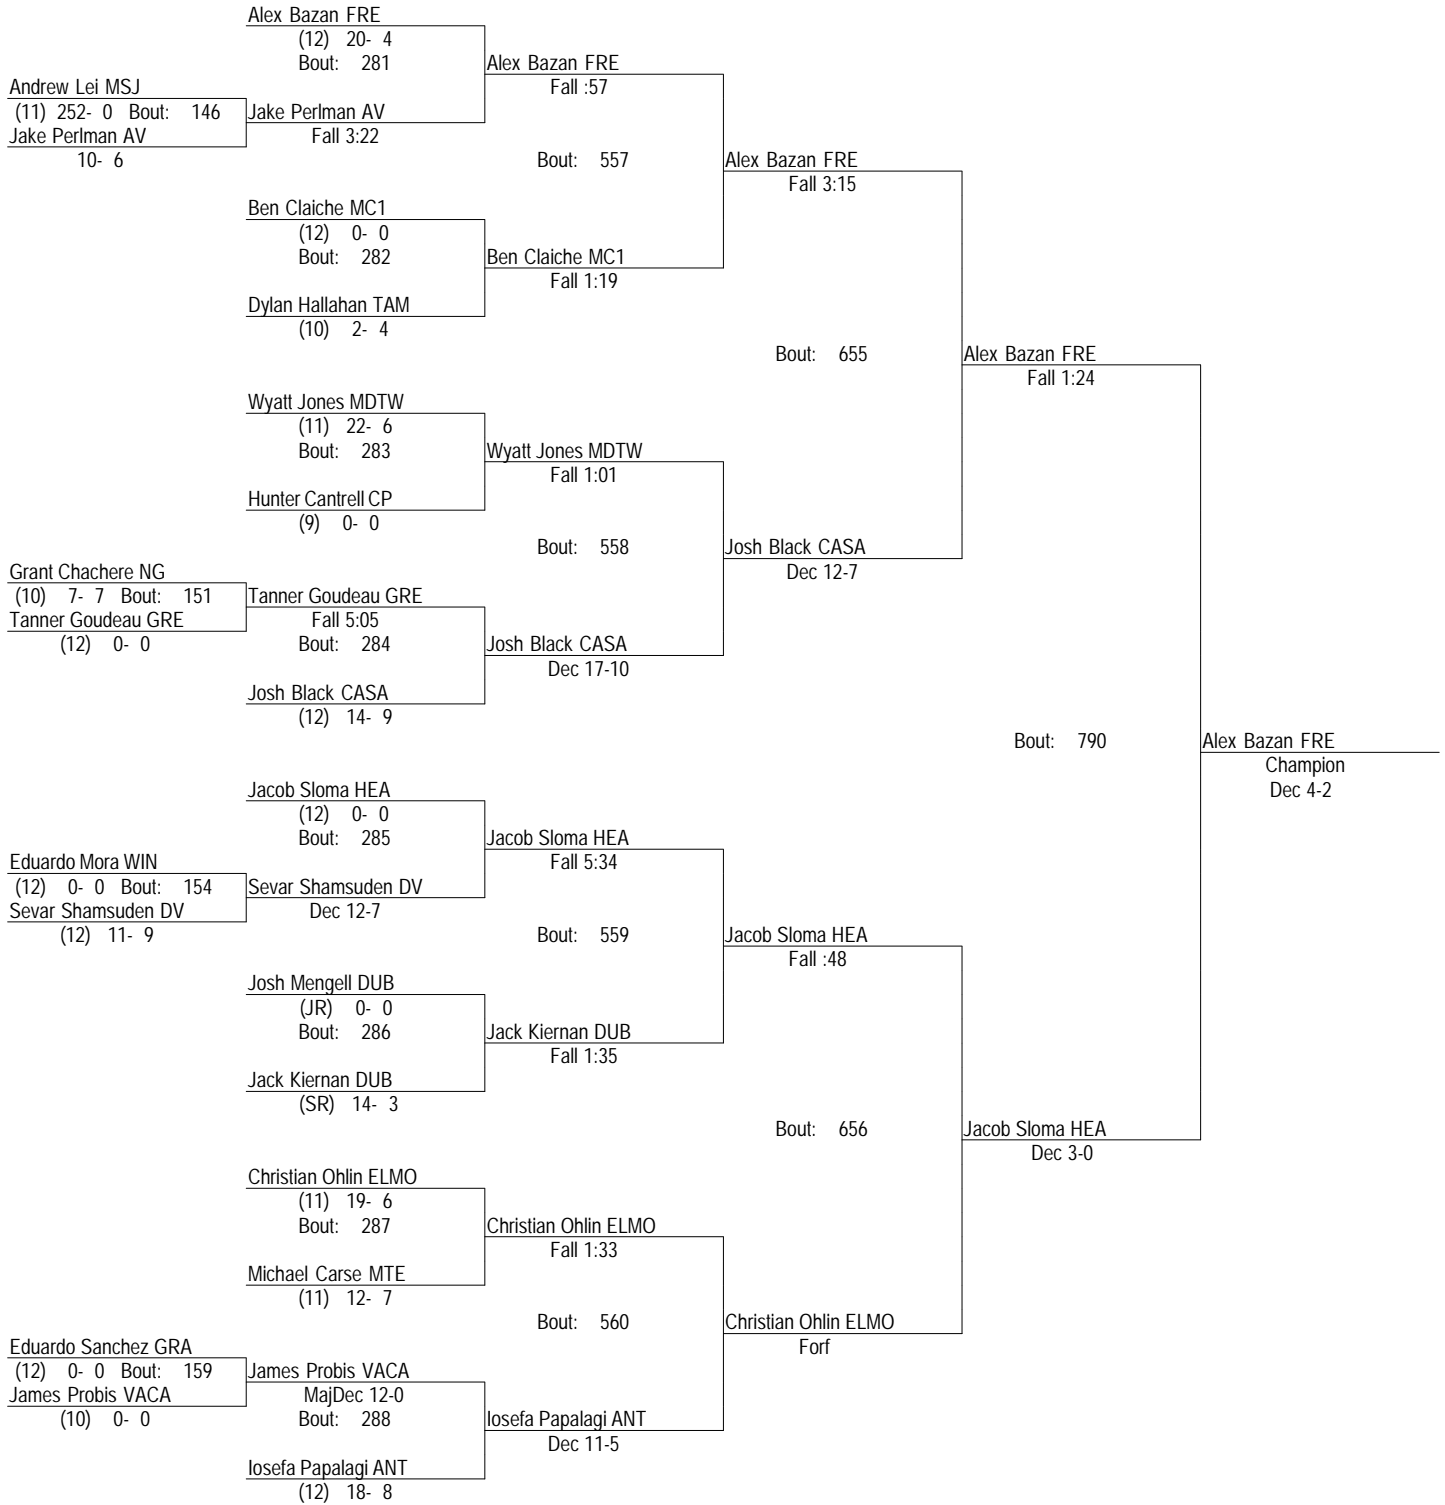 Alex Bazan FRE
(12) 20- 4
Bout: 281
Alex Bazan FRE
Fall :57
Andrew Lei MSJ
(11) 252- 0 Bout: 146
Jake Perlman AV
10- 6
Jake Perlman AV
Fall 3:22
Bout: 557
Alex Bazan FRE
Fall 3:15
Ben Claiche MC1
(12) 0- 0
Bout: 282
Ben Claiche MC1
Fall 1:19
Dylan Hallahan TAM
(10) 2- 4
Bout: 655
Alex Bazan FRE
Fall 1:24
Wyatt Jones MDTW
(11) 22- 6
Bout: 283
Wyatt Jones MDTW
Fall 1:01
Hunter Cantrell CP
(9) 0- 0
Bout: 558
Josh Black CASA
Dec 12-7
Grant Chachere NG
(10) 7- 7 Bout: 151
Tanner Goudeau GRE
(12) 0- 0
Tanner Goudeau GRE
Fall 5:05
Bout: 284
Josh Black CASA
Dec 17-10
Josh Black CASA
(12) 14- 9
Bout: 790
Alex Bazan FRE
Champion
Dec 4-2
Jacob Sloma HEA
(12) 0- 0
Bout: 285
Jacob Sloma HEA
Fall 5:34
Eduardo Mora WIN
(12) 0- 0 Bout: 154
Sevar Shamsuden DV
(12) 11- 9
Sevar Shamsuden DV
Dec 12-7
Bout: 559
Jacob Sloma HEA
Fall :48
Josh Mengell DUB
(JR) 0- 0
Bout: 286
Jack Kiernan DUB
Fall 1:35
Jack Kiernan DUB
(SR) 14- 3
Bout: 656
Jacob Sloma HEA
Dec 3-0
Christian Ohlin ELMO
(11) 19- 6
Bout: 287
Christian Ohlin ELMO
Fall 1:33
Michael Carse MTE
(11) 12- 7
Bout: 560
Christian Ohlin ELMO
Forf
Eduardo Sanchez GRA
(12) 0- 0 Bout: 159
James Probis VACA
(10) 0- 0
James Probis VACA
MajDec 12-0
Bout: 288
Iosefa Papalagi ANT
Dec 11-5
Iosefa Papalagi ANT
(12) 18- 8